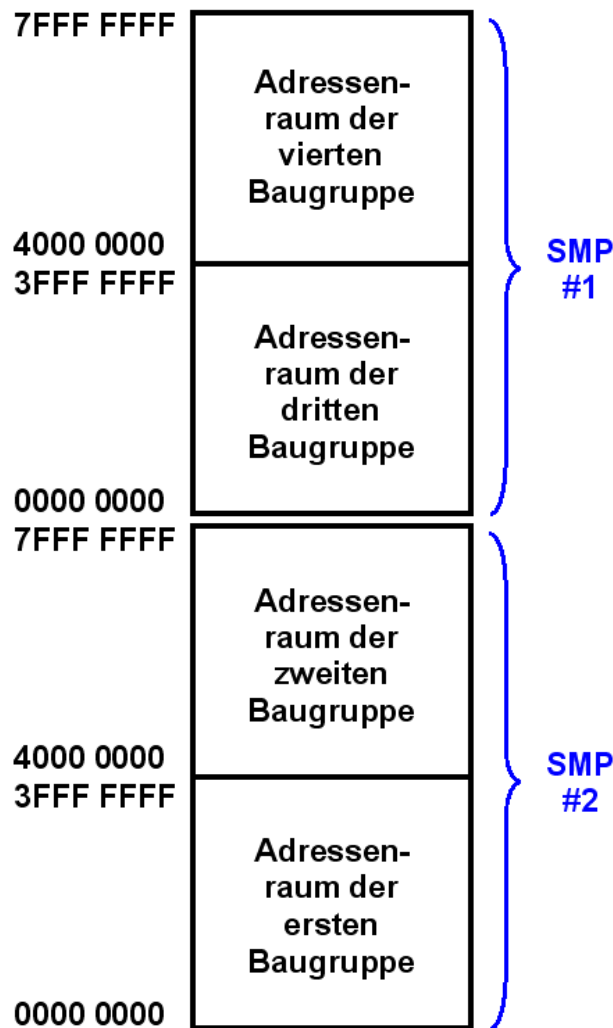 7FFF FFFF
Adressen-
raum der
vierten
Baugruppe
4000 0000
3FFF FFFF
SMP
#1
Adressen-
raum der
dritten
Baugruppe
0000 0000
7FFF FFFF
Adressen-
raum der
zweiten
Baugruppe
4000 0000
3FFF FFFF
SMP
#2
Adressen-
raum der
ersten
Baugruppe
0000 0000